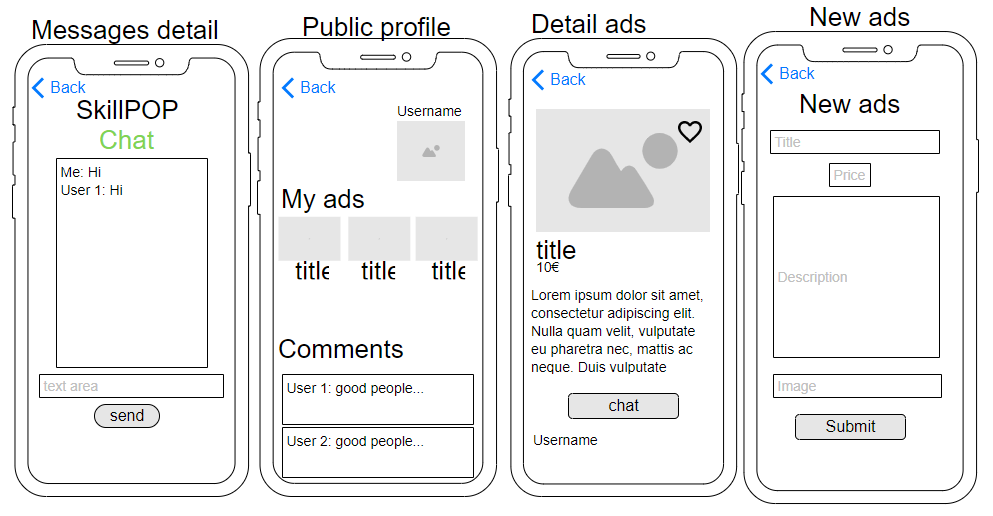 Messages detail
Back
SkillPOP
Chat
Me: Hi
User 1: Hi
text area
send
Public profile
Back
Username
My ads
title
title
title
Comments
User 1: good people...
User 2: good people...
Detail ads
Back
title
10€
Lorem ipsum dolor sit amet,
consectetur adipiscing elit.
Nulla quam velit, vulputate
eu pharetra nec, mattis ac
neque. Duis vulputate
chat
Username
New ads
Back
New ads
Title
Price
Description
Image
Submit